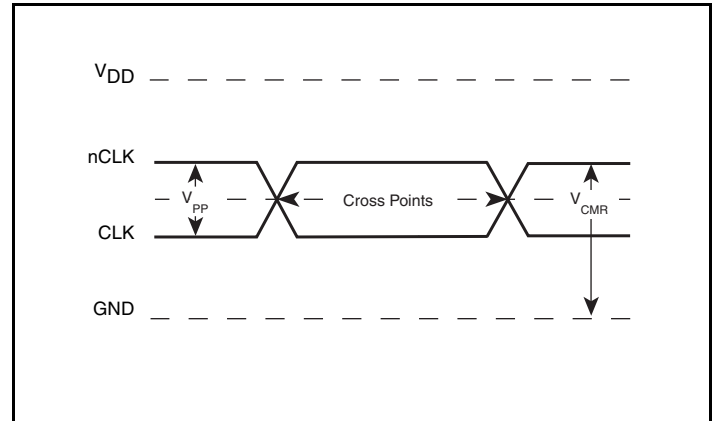 VDD
nCLK
VPP
Cross Points
VCMR
CLK
GND